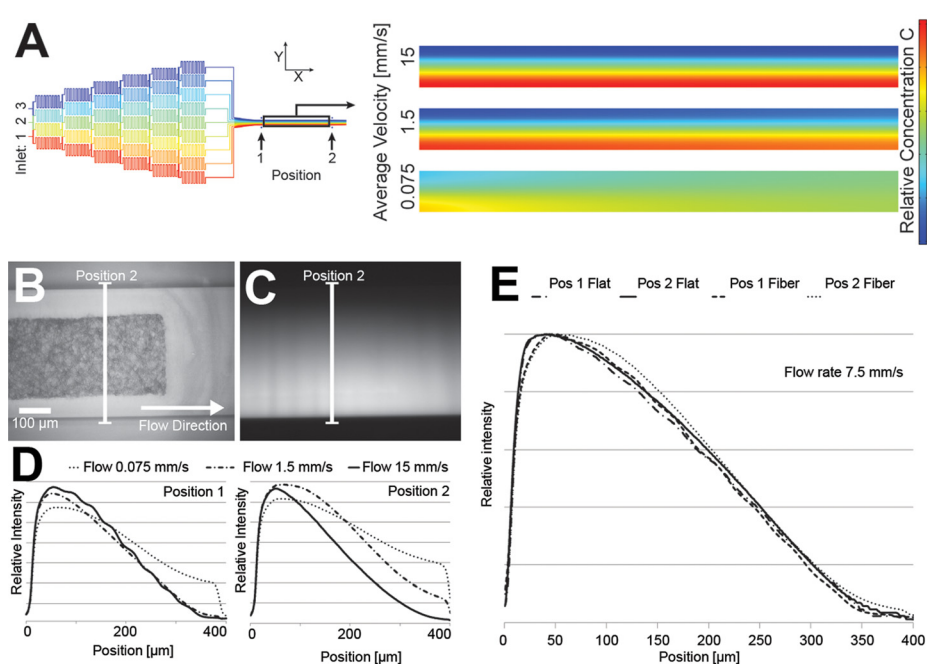 A
Y
X
Inlet: 1 2 3
1
2
Position
Average Velocity [mm/s]
15
1.5
0.075
Relative Concentration C
B
Position 2
100 µm
Flow Direction
C
Position 2
D
Flow 0.075 mm/s
Flow 1.5 mm/s
Flow 15 mm/s
Relative Intensity
Position 1
0
200
400
Position [µm]
Relative Intensity
Position 2
0
200
400
Position [µm]
E
Pos 1 Flat
Pos 2 Flat
Pos 1 Fiber
Pos 2 Fiber
Flow rate 7.5 mm/s
Relative intensity
0 50 100 150 200 250 300 350 400
Position [µm]